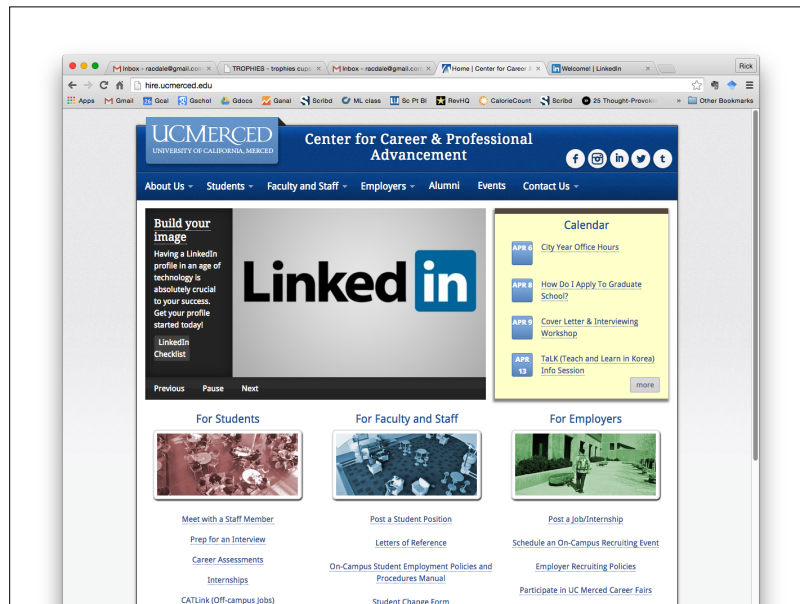 Inbox - racdale@gmail.com
TROPHIES - trophies cups
Inbox - racdale@gmail.com
Home | Center for Career &
Welcome! | LinkedIn
Rick
hire.ucmerced.edu
Apps
Gmail
Gcal
Gschol
Gdocs
Ganal
Scribd
ML class
Sc Pt Bl
RevHQ
CalorieCount
Scribd
25 Thought-Provoki
»
Other Bookmarks
UCMERCED
UNIVERSITY OF CALIFORNIA, MERCED
Center for Career & Professional
Advancement
About Us
Students
Faculty and Staff
Employers
Alumni
Events
Contact Us
Build your
image
Having a LinkedIn
profile in an age of
technology is
absolutely crucial
to your success.
Get your profile
started today!
LinkedIn
Checklist
Linked in
Previous
Pause
Next
Calendar
APR 6
City Year Office Hours
APR 8
How Do I Apply To Graduate
School?
APR 9
Cover Letter & Interviewing
Workshop
APR
13
TaLK (Teach and Learn in Korea)
Info Session
more
For Students
Meet with a Staff Member
Prep for an Interview
Career Assessments
Internships
CATLink (Off-campus Jobs)
For Faculty and Staff
Post a Student Position
Letters of Reference
On-Campus Student Employment Policies and
Procedures Manual
Student Change Form
For Employers
Post a Job/Internship
Schedule an On-Campus Recruiting Event
Employer Recruiting Policies
Participate in UC Merced Career Fairs